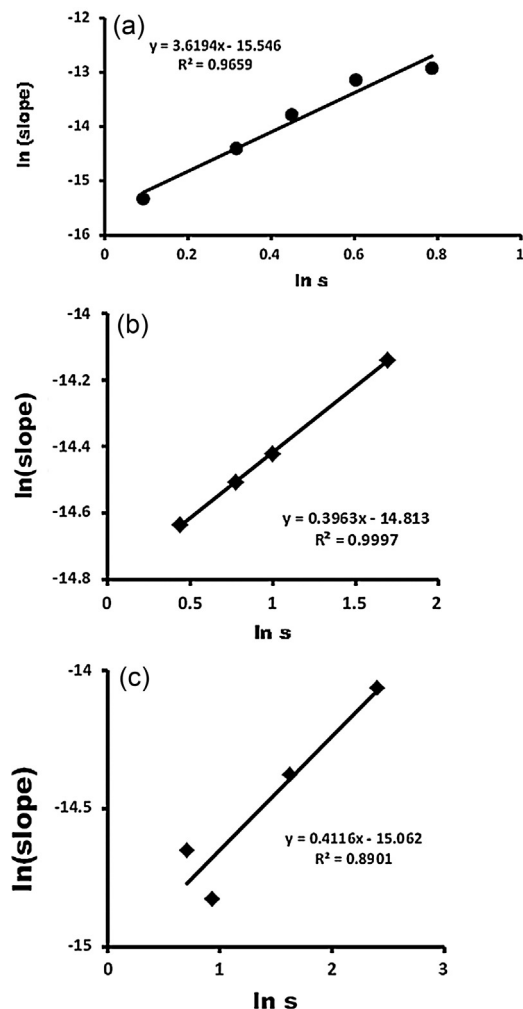 (a)
y = 3.6194x - 15.546
R² = 0.9659
-12
-13
-14
-15
-16
0
0.2
0.4
0.6
0.8
1
ln (slope)
ln s
(b)
-14
-14.2
-14.4
-14.6
-14.8
0
0.5
1
1.5
2
ln(slope)
y = 0.3963x - 14.813
R² = 0.9997
ln s
(c)
-14
-14.5
-15
0
1
2
3
ln(slope)
y = 0.4116x - 15.062
R² = 0.8901
ln s